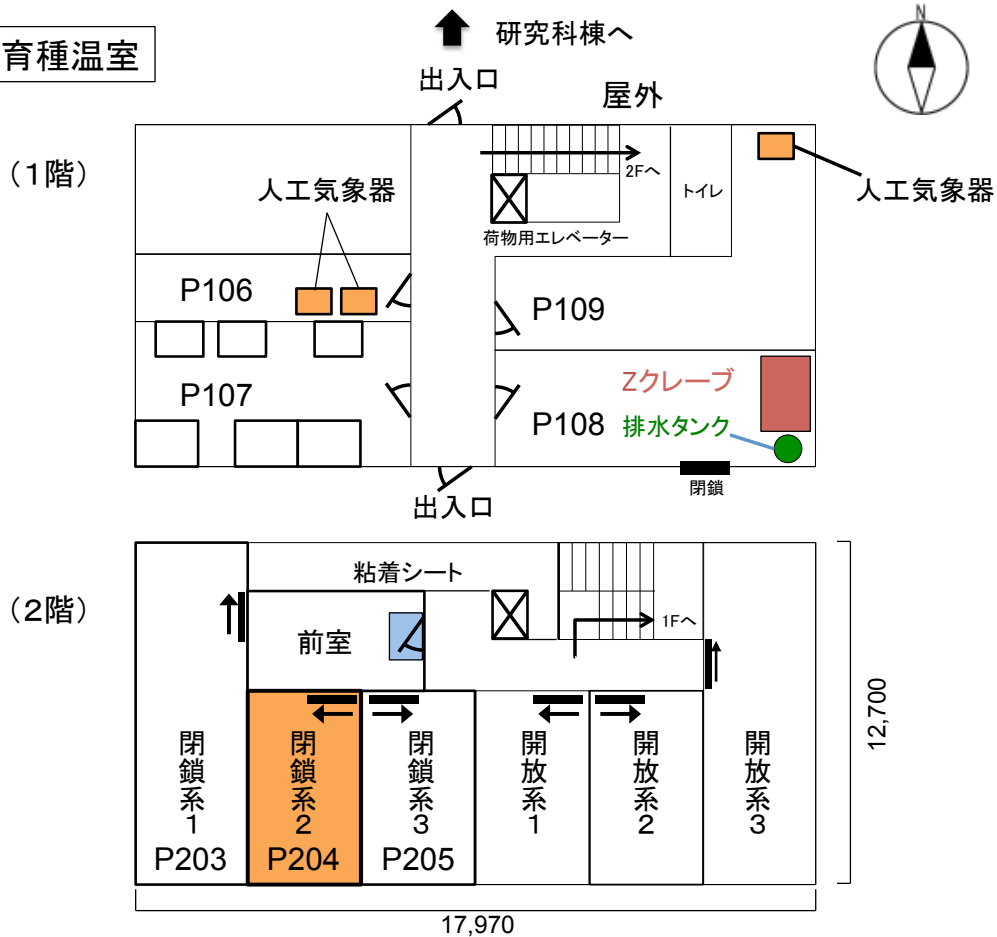 N
研究科棟へ
育種温室
出入口
屋外
(1階)
人工気象器
2Fへ
トイレ
人工気象器
荷物用エレベーター
P106
P109
Zクレーブ
P107
P108
排水タンク
出入口
閉鎖
粘着シート
(2階)
前室
1Fへ
閉鎖系1
P203
閉鎖系2
P204
閉鎖系3
P205
開放系1
開放系2
開放系3
12,700
17,970